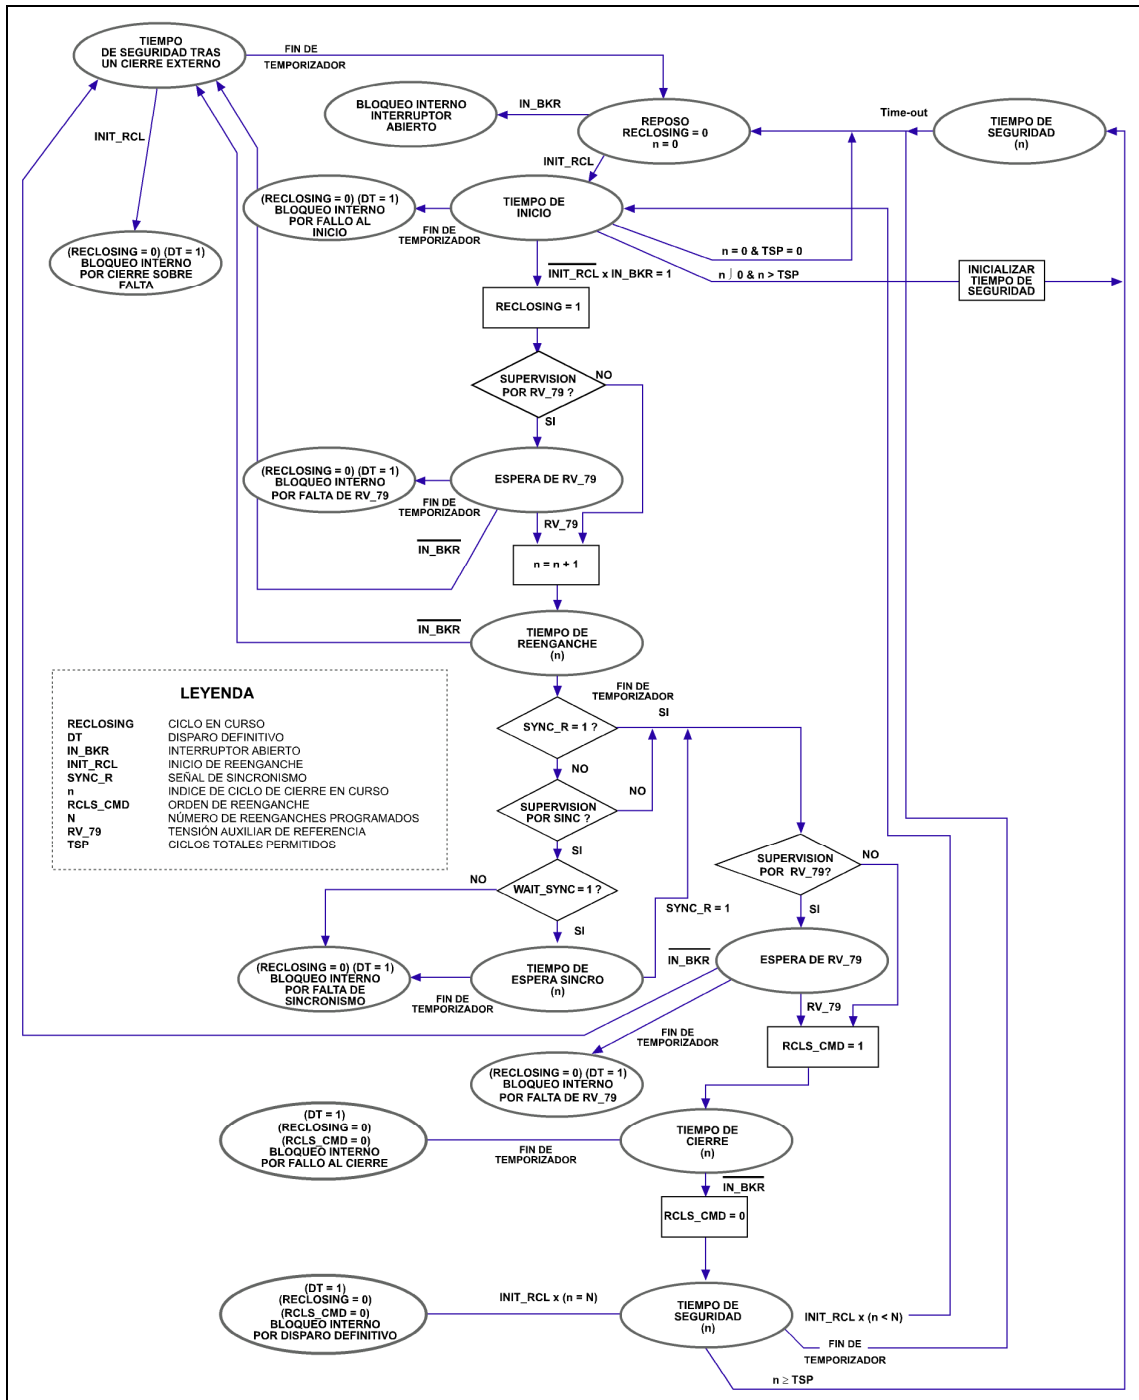 TIEMPO
DE SEGURIDAD TRAS
UN CIERRE EXTERNO
FIN DE
TEMPORIZADOR
BLOQUEO INTERNO
INTERRUPTOR
ABIERTO
IN_BKR
REPOSO
RECLOSING = 0
n = 0
Time-out
TIEMPO DE
SEGURIDAD
(n)
INIT_RCL
INIT_RCL
(RECLOSING = 0) (DT = 1)
BLOQUEO INTERNO
POR FALLO AL
INICIO
FIN DE
TEMPORIZADOR
TIEMPO DE
INICIO
(RECLOSING = 0) (DT = 1)
BLOQUEO INTERNO
POR CIERRE SOBRE
FALTA
n = 0 & TSP = 0
n ⌡ 0 & n > TSP
INICIALIZAR
TIEMPO DE
SEGURIDAD
INIT_RCL x IN_BKR = 1
RECLOSING = 1
SUPERVISION
POR RV_79 ?
NO
SI
(RECLOSING = 0) (DT = 1)
BLOQUEO INTERNO
POR FALTA DE RV_79
FIN DE
TEMPORIZADOR
ESPERA DE RV_79
RV_79
IN_BKR
n = n + 1
IN_BKR
TIEMPO DE
REENGANCHE
(n)
FIN DE
TEMPORIZADOR
LEYENDA
RECLOSING CICLO EN CURSO
DT DISPARO DEFINITIVO
IN_BKR INTERRUPTOR ABIERTO
INIT_RCL INICIO DE REENGANCHE
SYNC_R SEÑAL DE SINCRONISMO
n INDICE DE CICLO DE CIERRE EN CURSO
RCLS_CMD ORDEN DE REENGANCHE
N NÚMERO DE REENGANCHES PROGRAMADOS
RV_79 TENSIÓN AUXILIAR DE REFERENCIA
TSP CICLOS TOTALES PERMITIDOS
SYNC_R = 1 ?
SI
NO
SUPERVISION
POR SINC ?
NO
SI
WAIT_SYNC = 1 ?
NO
SI
SYNC_R = 1
SUPERVISION
POR RV_79?
NO
SI
(RECLOSING = 0) (DT = 1)
BLOQUEO INTERNO
POR FALTA DE
SINCRONISMO
FIN DE
TEMPORIZADOR
TIEMPO DE
ESPERA SINCRO
(n)
IN_BKR
ESPERA DE RV_79
RV_79
FIN DE
TEMPORIZADOR
RCLS_CMD = 1
(RECLOSING = 0) (DT = 1)
BLOQUEO INTERNO
POR FALTA DE RV_79
(DT = 1)
(RECLOSING = 0)
(RCLS_CMD = 0)
BLOQUEO INTERNO
POR FALLO AL CIERRE
FIN DE
TEMPORIZADOR
TIEMPO DE
CIERRE
(n)
IN_BKR
RCLS_CMD = 0
(DT = 1)
(RECLOSING = 0)
(RCLS_CMD = 0)
BLOQUEO INTERNO
POR DISPARO DEFINITIVO
INIT_RCL x (n = N)
TIEMPO DE
SEGURIDAD
(n)
INIT_RCL x (n < N)
FIN DE
TEMPORIZADOR
n ≥ TSP